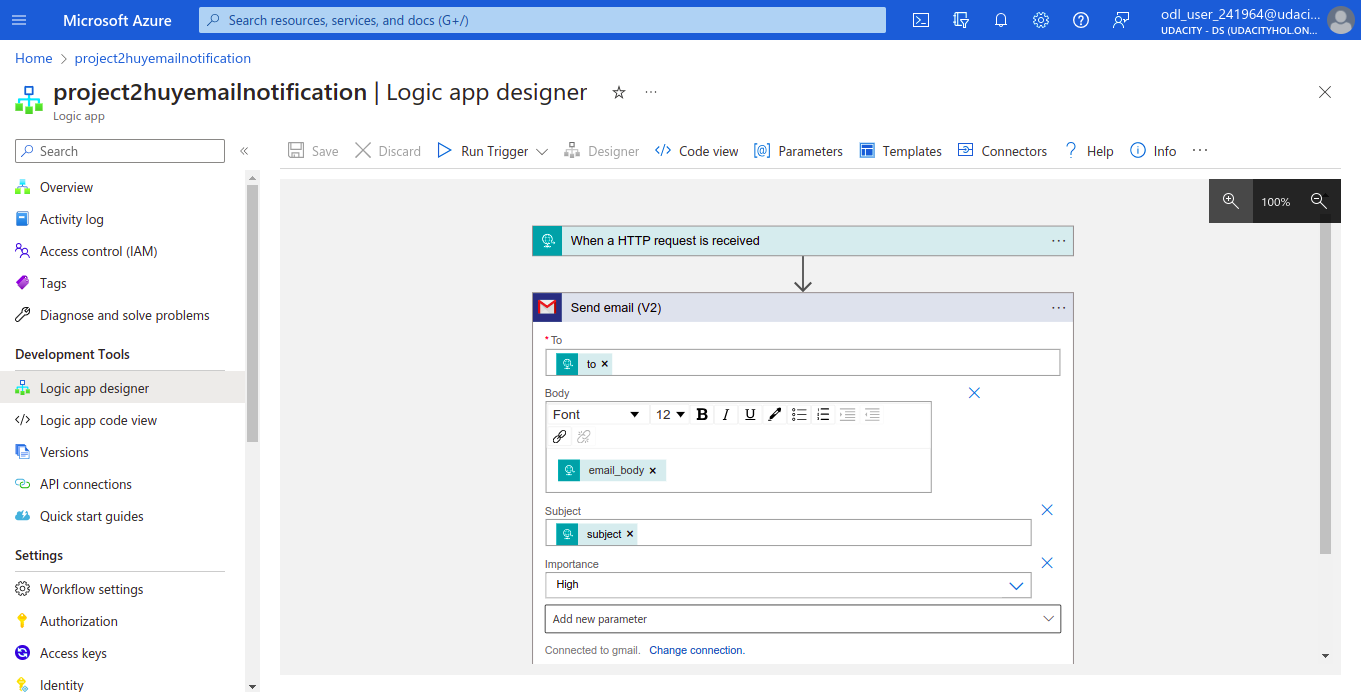 Microsoft Azure
Search resources, services, and docs (G+/)
odl_user_241964@udaci...
UDACITY - DS (UDACITYHOL.ON...
Home > project2huyemailnotification
project2huyemailnotification | Logic app designer
Logic app
Search
Save
Discard
Run Trigger
Designer
Code view
Parameters
Templates
Connectors
Help
Info
Overview
Activity log
Access control (IAM)
Tags
Diagnose and solve problems
Development Tools
Logic app designer
Logic app code view
Versions
API connections
Quick start guides
Settings
Workflow settings
Authorization
Access keys
Identity
100%
When a HTTP request is received
Send email (V2)
* To
to
Body
Font
12
B
I
U
email_body
Subject
subject
Importance
High
Add new parameter
Connected to gmail. Change connection.